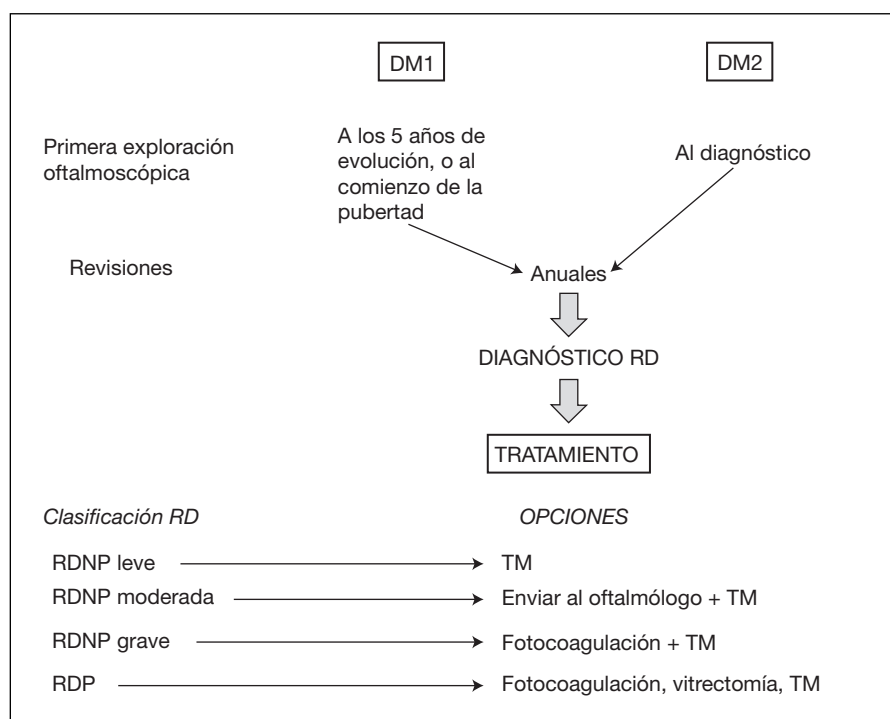 DM1
DM2
Primera exploración
oftalmoscópica
A los 5 años de
evolución, o al
comienzo de la
pubertad
Al diagnóstico
Revisiones
Anuales
DIAGNÓSTICO RD
TRATAMIENTO
Clasificación RD
OPCIONES
RDNP leve
TM
RDNP moderada
Enviar al oftalmólogo + TM
RDNP grave
Fotocoagulación + TM
RDP
Fotocoagulación, vitrectomía, TM